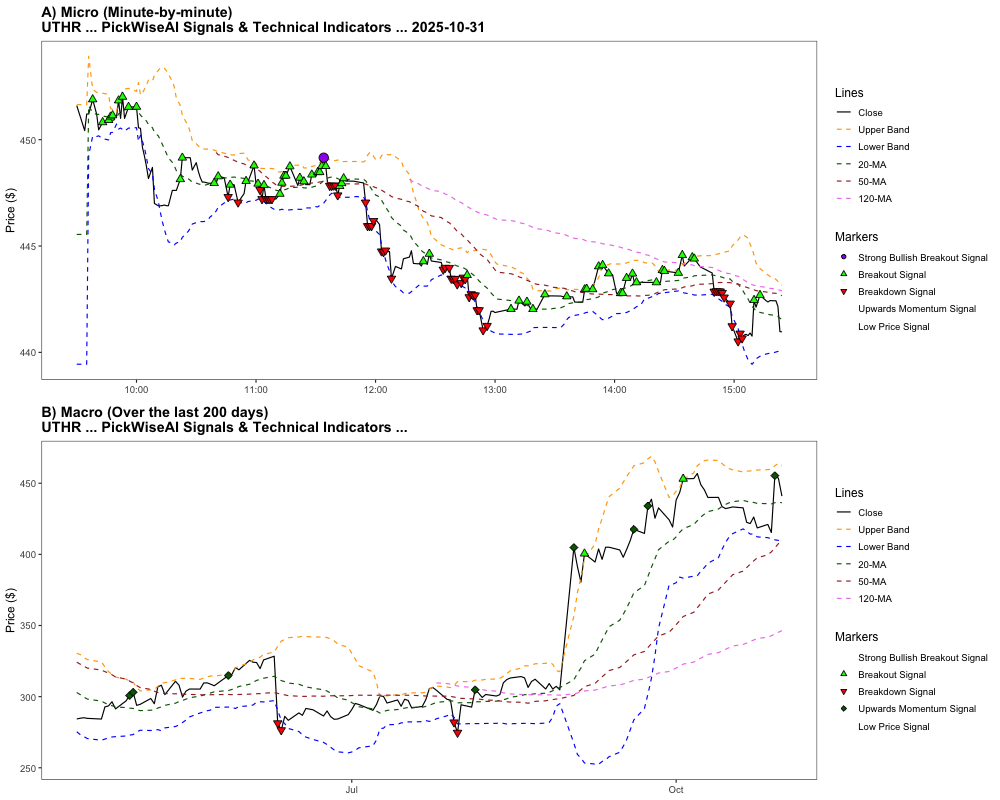 A) Micro (Minute-by-minute)
UTHR ... PickWiseAI Signals & Technical Indicators ... 2025-10-31
Price ($)
450
445
440
10:00
11:00
12:00
13:00
14:00
15:00
Lines
Close
Upper Band
Lower Band
20-MA
50-MA
120-MA
Markers
Strong Bullish Breakout Signal
Breakout Signal
Breakdown Signal
Upwards Momentum Signal
Low Price Signal
B) Macro (Over the last 200 days)
UTHR ... PickWiseAI Signals & Technical Indicators ...
Price ($)
450
400
350
300
250
Jul
Oct
Lines
Close
Upper Band
Lower Band
20-MA
50-MA
120-MA
Markers
Strong Bullish Breakout Signal
Breakout Signal
Breakdown Signal
Upwards Momentum Signal
Low Price Signal